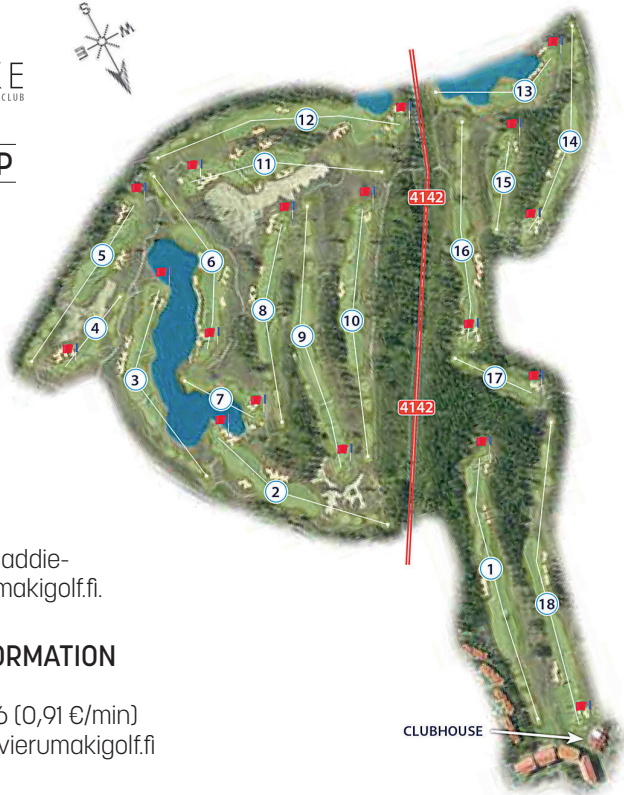 S
W
E
KE
CLUB
P
13
12
14
11
15
4142
5
6
16
8
9
10
4
3
17
7
4142
2
1
18
addie-
makigolf.fi.
ORMATION
6 (0,91 €/min)
vierumakigolf.fi
CLUBHOUSE